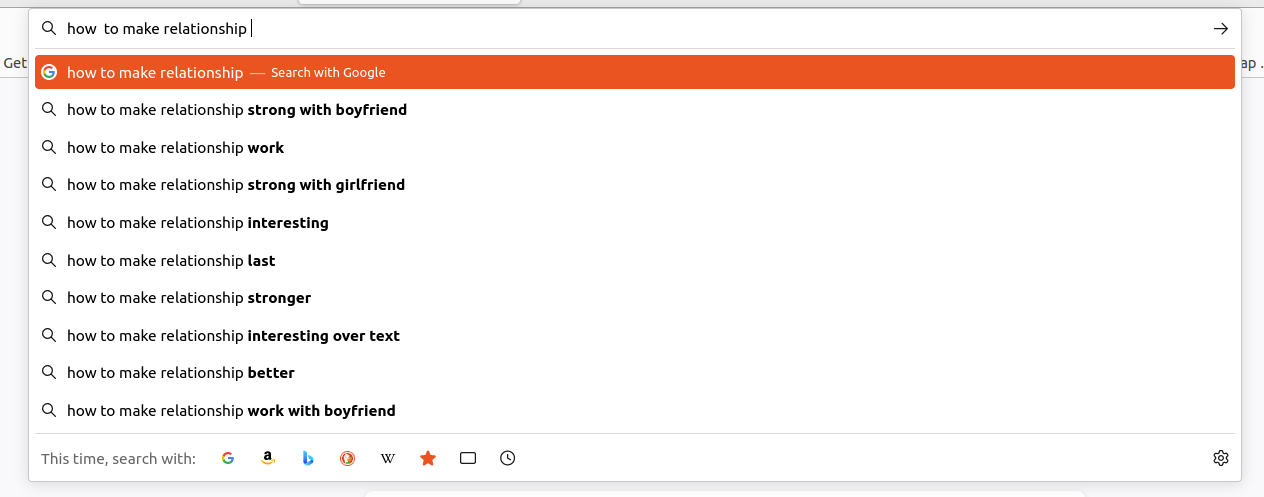 how  to make relationship
Get
ap .
how to make relationship — Search with Google
how to make relationship strong with boyfriend
how to make relationship work
how to make relationship strong with girlfriend
how to make relationship interesting
how to make relationship last
how to make relationship stronger
how to make relationship interesting over text
how to make relationship better
how to make relationship work with boyfriend
This time, search with: